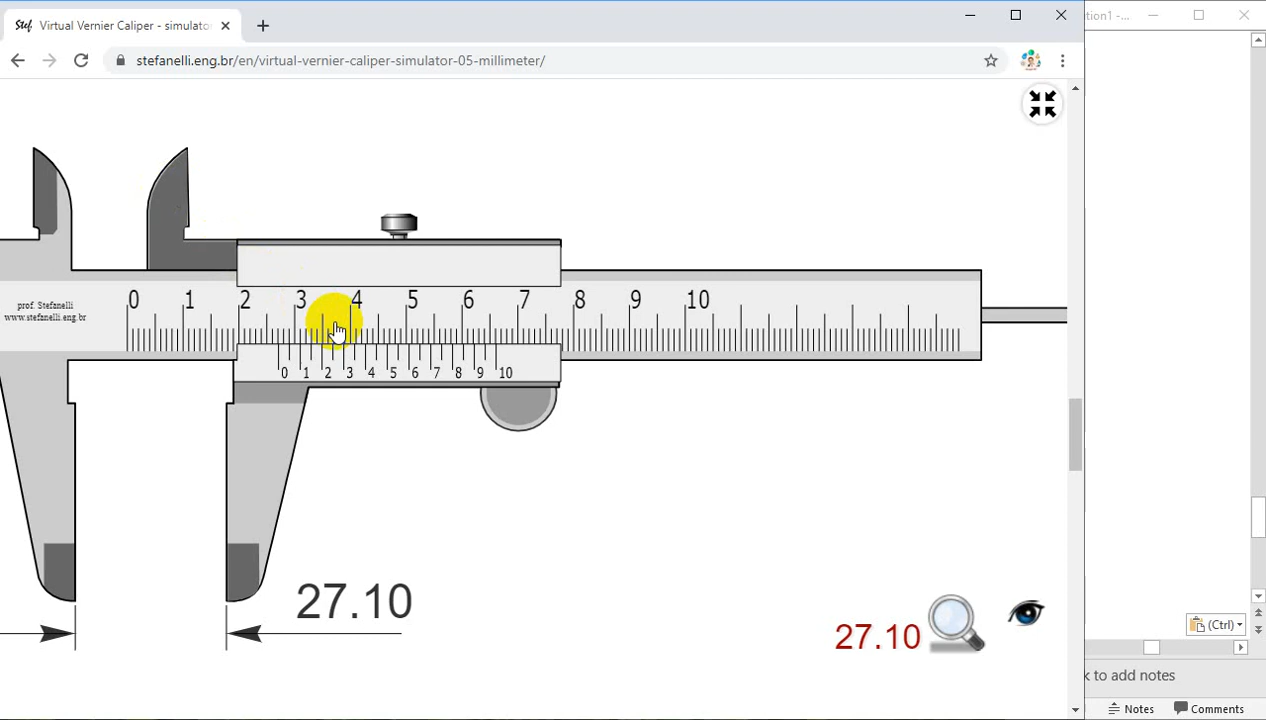 Stef Virtual Vernier Caliper - simulator
tion1 -...
stefanelli.eng.br/en/virtual-vernier-caliper-simulator-05-millimeter/
0 1 2 3 4 5 6 7 8 9 10
prof. Stefanelli
www.stefanelli.eng.br
0 1 2 3 4 5 6 7 8 9 10
27.10
27.10
(Ctrl)
k to add notes
Notes Comments